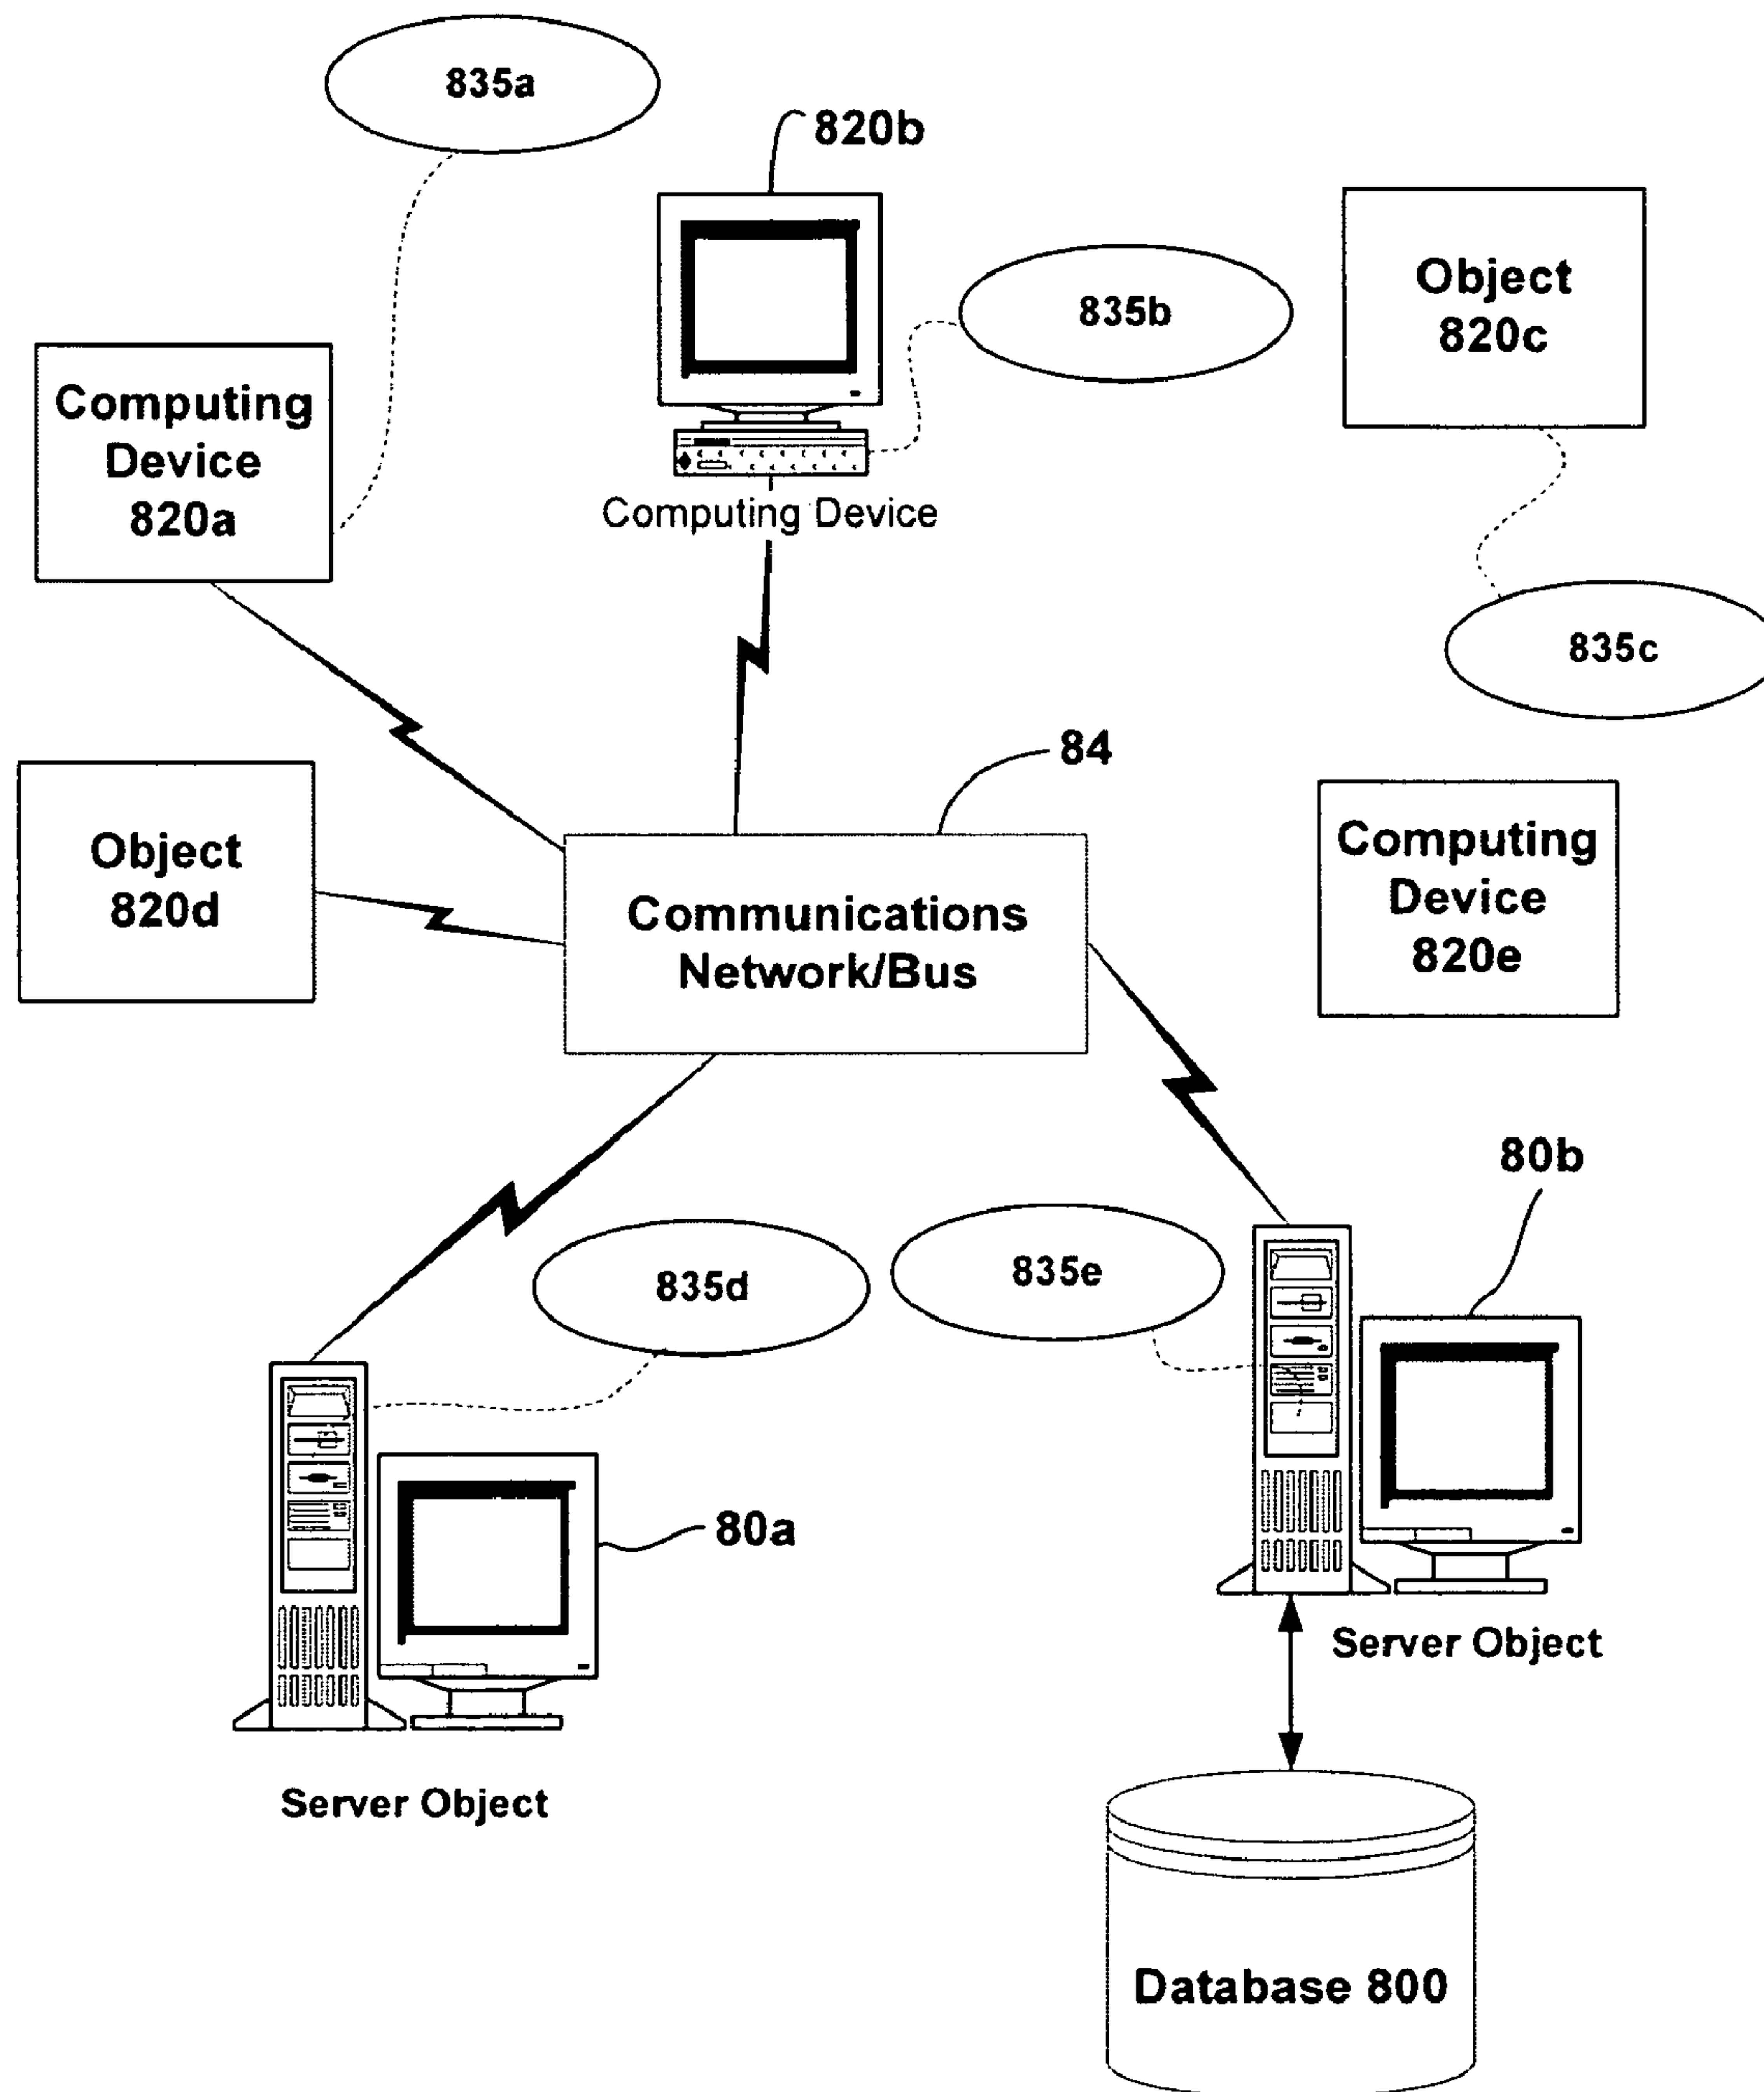 835a
820b
835b
Object
820c
Computing
Device
820a
Computing Device
835c
84
Object
820d
Computing
Device
820e
Communications
Network/Bus
80b
835d
835e
80a
Server Object
Server Object
Database 800